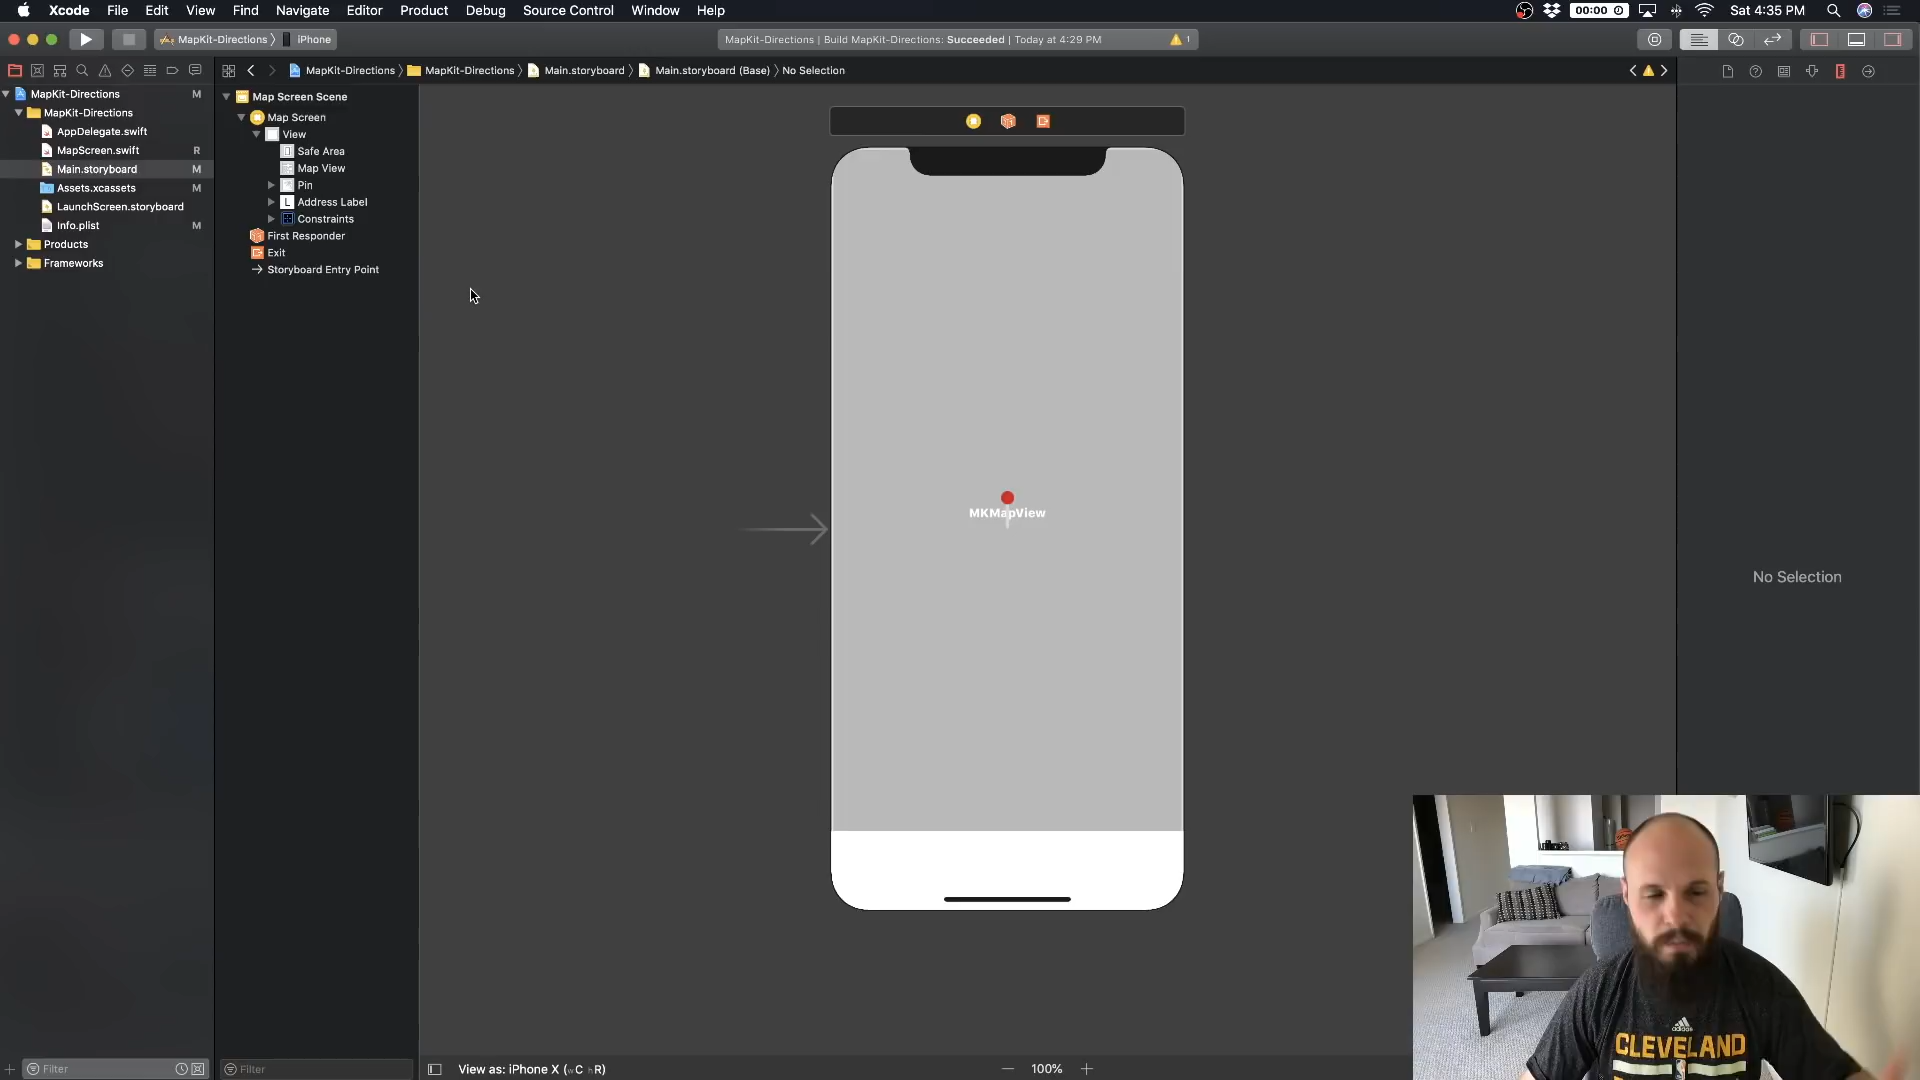 Xcode File Edit View Find Navigate Editor Product Debug Source Control Window Help 00:00 Sat 4:35 PM
MapKit-Directions iPhone MapKit-Directions | Build MapKit-Directions: Succeeded | Today at 4:29 PM 1
MapKit-Directions MapKit-Directions Main.storyboard Main.storyboard (Base) No Selection
MapKit-Directions M
MapKit-Directions
AppDelegate.swift
MapScreen.swift R
Main.storyboard M
Assets.xcassets M
LaunchScreen.storyboard
Info.plist M
Products
Frameworks
Filter
Map Screen Scene
Map Screen
View
Safe Area
Map View
Pin
L Address Label
Constraints
First Responder
Exit
Storyboard Entry Point
Filter
MKMapView
View as: iPhone X (wC hR)
100%
No Selection
adidas
CLEVELAND